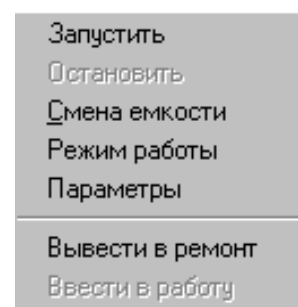 Запустить
Остановить
Смена емкости
Режим работы
Параметры
Вывести в ремонт
Ввести в работу